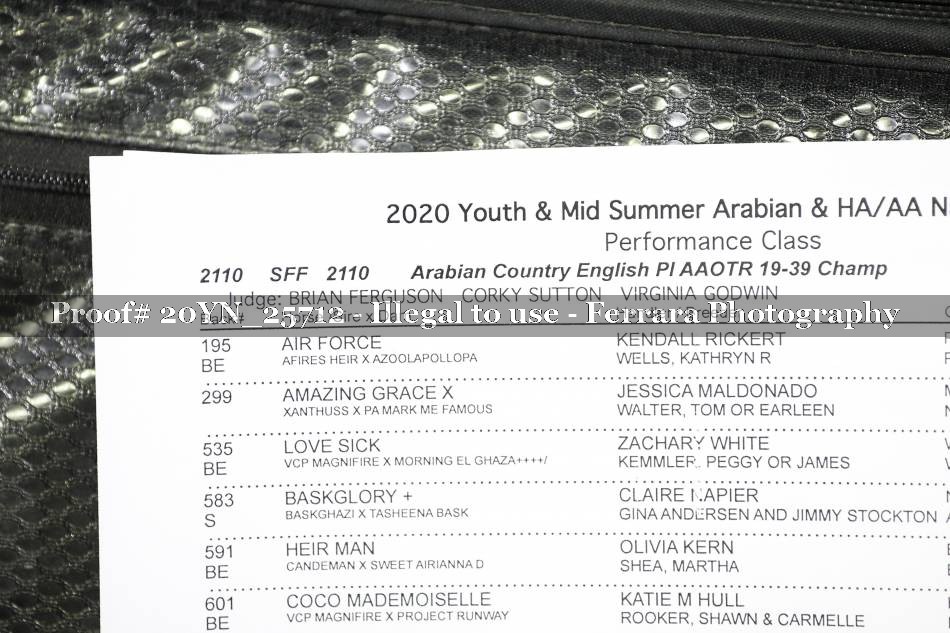 2020 Youth & Mid Summer Arabian & HA/AA N
Performance Class
2110 SFF 2110 Arabian Country English Pl AAOTR 19-39 Champ
Judge: BRIAN FERGUSON CORKY SUTTON VIRGINIA GODWIN
Proof# 20YN_25712 - Illegal to use - Ferrara Photography
195 AIR FORCE KENDALL RICKERT
BE AFIRES HEIR X AZOOLAPOLLOPA WELLS, KATHRYN R
299 AMAZING GRACE X JESSICA MALDONADO
XANTHUSS X PA MARK ME FAMOUS WALTER, TOM OR EARLEEN
535 LOVE SICK ZACHARY WHITE
BE VCP MAGNIFIRE X MORNING EL GHAZA++++/ KEMMLER, PEGGY OR JAMES
583 BASKGLORY + CLAIRE NAPIER
S BASKGHAZI X TASHEENA BASK GINA ANDERSEN AND JIMMY STOCKTON
591 HEIR MAN OLIVIA KERN
BE CANDEMAN X SWEET AIRIANNA D SHEA, MARTHA
601 COCO MADEMOISELLE KATIE M HULL
BE VCP MAGNIFIRE X PROJECT RUNWAY ROOKER, SHAWN & CARMELLE